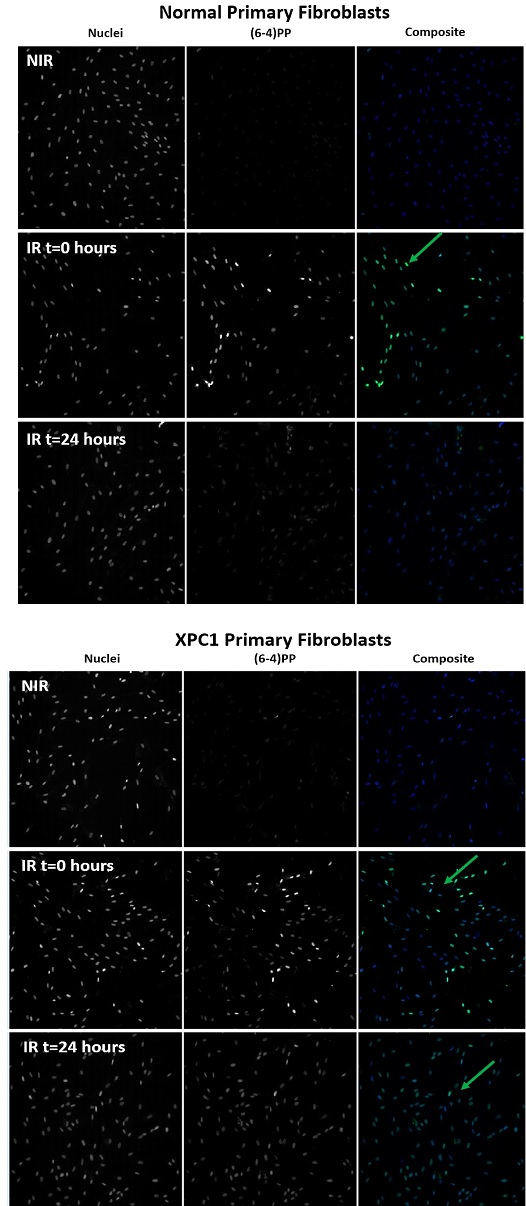 Normal Primary Fibroblasts
Nuclei (6-4)PP Composite
NIR
IR t=0 hours
IR t=24 hours
XPC1 Primary Fibroblasts
Nuclei (6-4)PP Composite
NIR
IR t=0 hours
IR t=24 hours